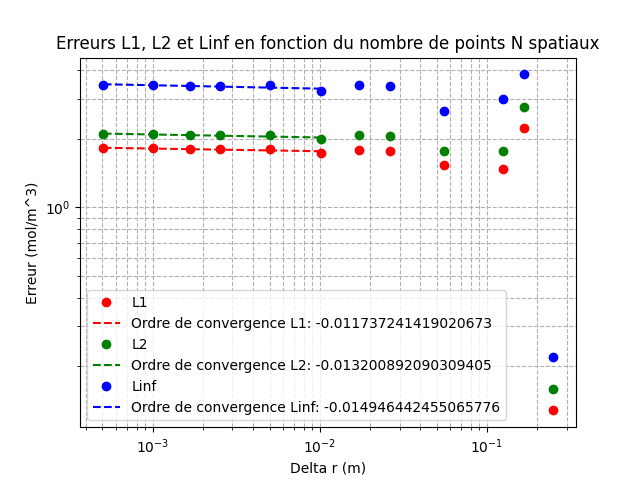 Erreurs L1, L2 et Linf en fonction du nombre de points N spatiaux
Erreur (mol/m^3)
10⁰
L1
Ordre de convergence L1: -0.011737241419020673
L2
Ordre de convergence L2: -0.013200892090309405
Linf
Ordre de convergence Linf: -0.014946442455065776
10⁻³ 10⁻² 10⁻¹
Delta r (m)